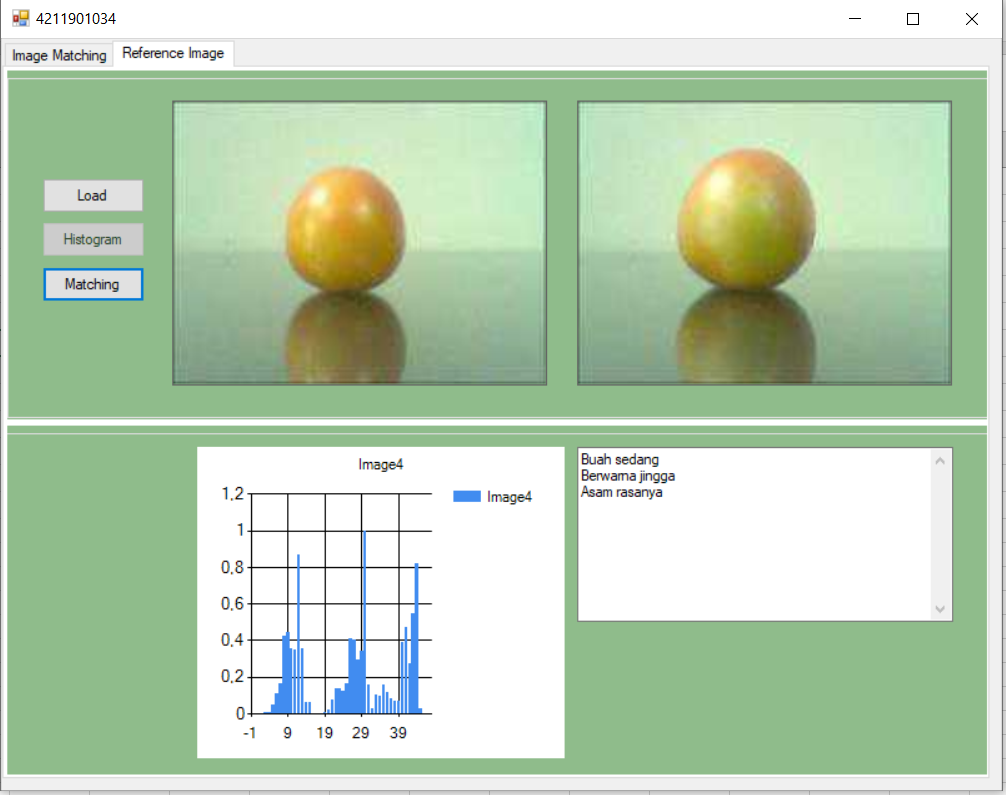 4211901034
Image Matching
Reference Image
Load
Histogram
Matching
Image4
Image4
1,2
1
0,8
0,6
0,4
0,2
0
-1 9 19 29 39
Buah sedang
Berwarna jingga
Asam rasanya